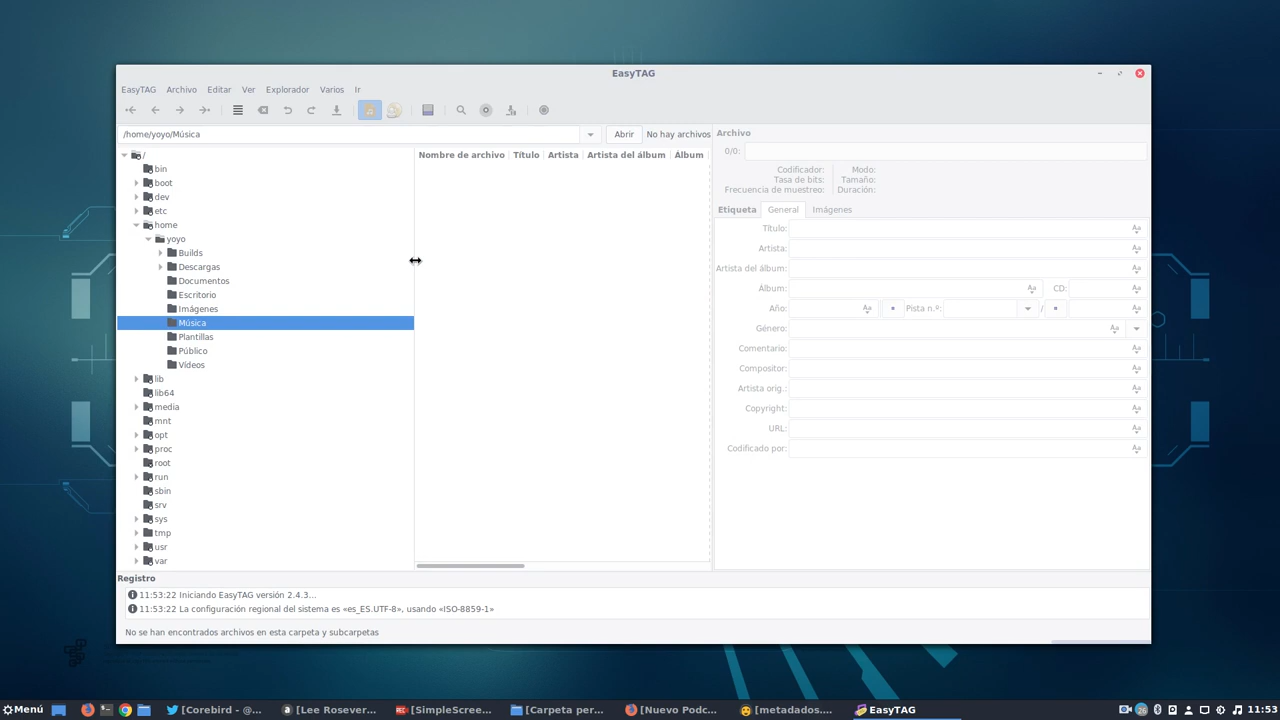 EasyTAG
EasyTAG Archivo Editar Ver Explorador Varios Ir
/home/yoyo/Música Abrir No hay archivos
/
bin
boot
dev
etc
home
yoyo
Builds
Descargas
Documentos
Escritorio
Imágenes
Música
Plantillas
Público
Vídeos
lib
lib64
media
mnt
opt
proc
root
run
sbin
srv
sys
tmp
usr
var
Nombre de archivo Título Artista Artista del álbum Álbum
Archivo
0/0:
Codificador: Modo:
Tasa de bits: Tamaño:
Frecuencia de muestreo: Duración:
Etiqueta General Imágenes
Título:
Artista:
Artista del álbum:
Álbum: CD:
Año: Pista n.º: /
Género:
Comentario:
Compositor:
Artista orig.:
Copyright:
URL:
Codificado por:
Registro
11:53:22 Iniciando EasyTAG versión 2.4.3...
11:53:22 La configuración regional del sistema es «es_ES.UTF-8», usando «ISO-8859-1»
No se han encontrados archivos en esta carpeta y subcarpetas
Menú [Corebird - @... [Lee Rosever... [SimpleScree... [Carpeta per... [Nuevo Podc... [metadados.... EasyTAG 26 11:53